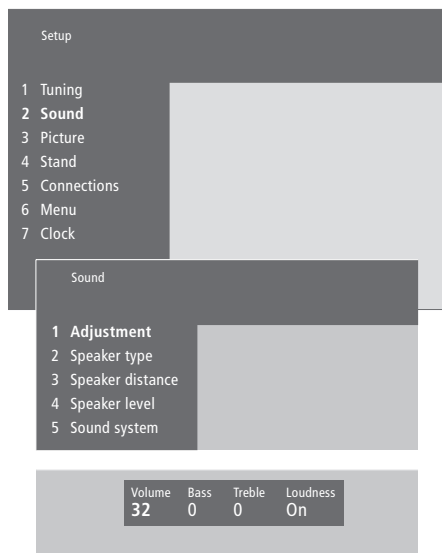 Setup
1 Tuning
2 Sound
3 Picture
4 Stand
5 Connections
6 Menu
7 Clock
Sound
1 Adjustment
2 Speaker type
3 Speaker distance
4 Speaker level
5 Sound system
Volume Bass Treble Loudness
32 0 0 On